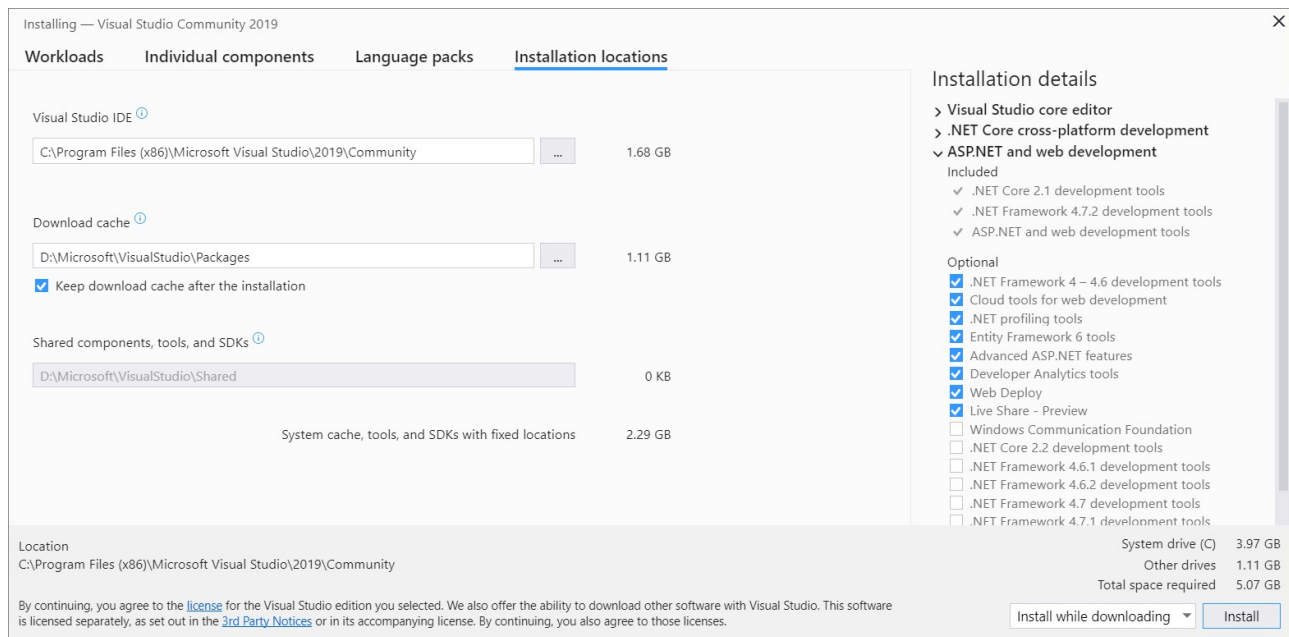 Installing — Visual Studio Community 2019
Workloads Individual components Language packs Installation locations
Visual Studio IDE
C:\Program Files (x86)\Microsoft Visual Studio\2019\Community ... 1.68 GB
Download cache
D:\Microsoft\VisualStudio\Packages ... 1.11 GB
Keep download cache after the installation
Shared components, tools, and SDKs
D:\Microsoft\VisualStudio\Shared 0 KB
System cache, tools, and SDKs with fixed locations 2.29 GB
Installation details
Visual Studio core editor
.NET Core cross-platform development
ASP.NET and web development
Included
.NET Core 2.1 development tools
.NET Framework 4.7.2 development tools
ASP.NET and web development tools
Optional
.NET Framework 4 – 4.6 development tools
Cloud tools for web development
.NET profiling tools
Entity Framework 6 tools
Advanced ASP.NET features
Developer Analytics tools
Web Deploy
Live Share - Preview
Windows Communication Foundation
.NET Core 2.2 development tools
.NET Framework 4.6.1 development tools
.NET Framework 4.6.2 development tools
.NET Framework 4.7 development tools
.NET Framework 4.7.1 development tools
Location
C:\Program Files (x86)\Microsoft Visual Studio\2019\Community
System drive (C) 3.97 GB
Other drives 1.11 GB
Total space required 5.07 GB
By continuing, you agree to the license for the Visual Studio edition you selected. We also offer the ability to download other software with Visual Studio. This software
is licensed separately, as set out in the 3rd Party Notices or in its accompanying license. By continuing, you also agree to those licenses.
Install while downloading Install